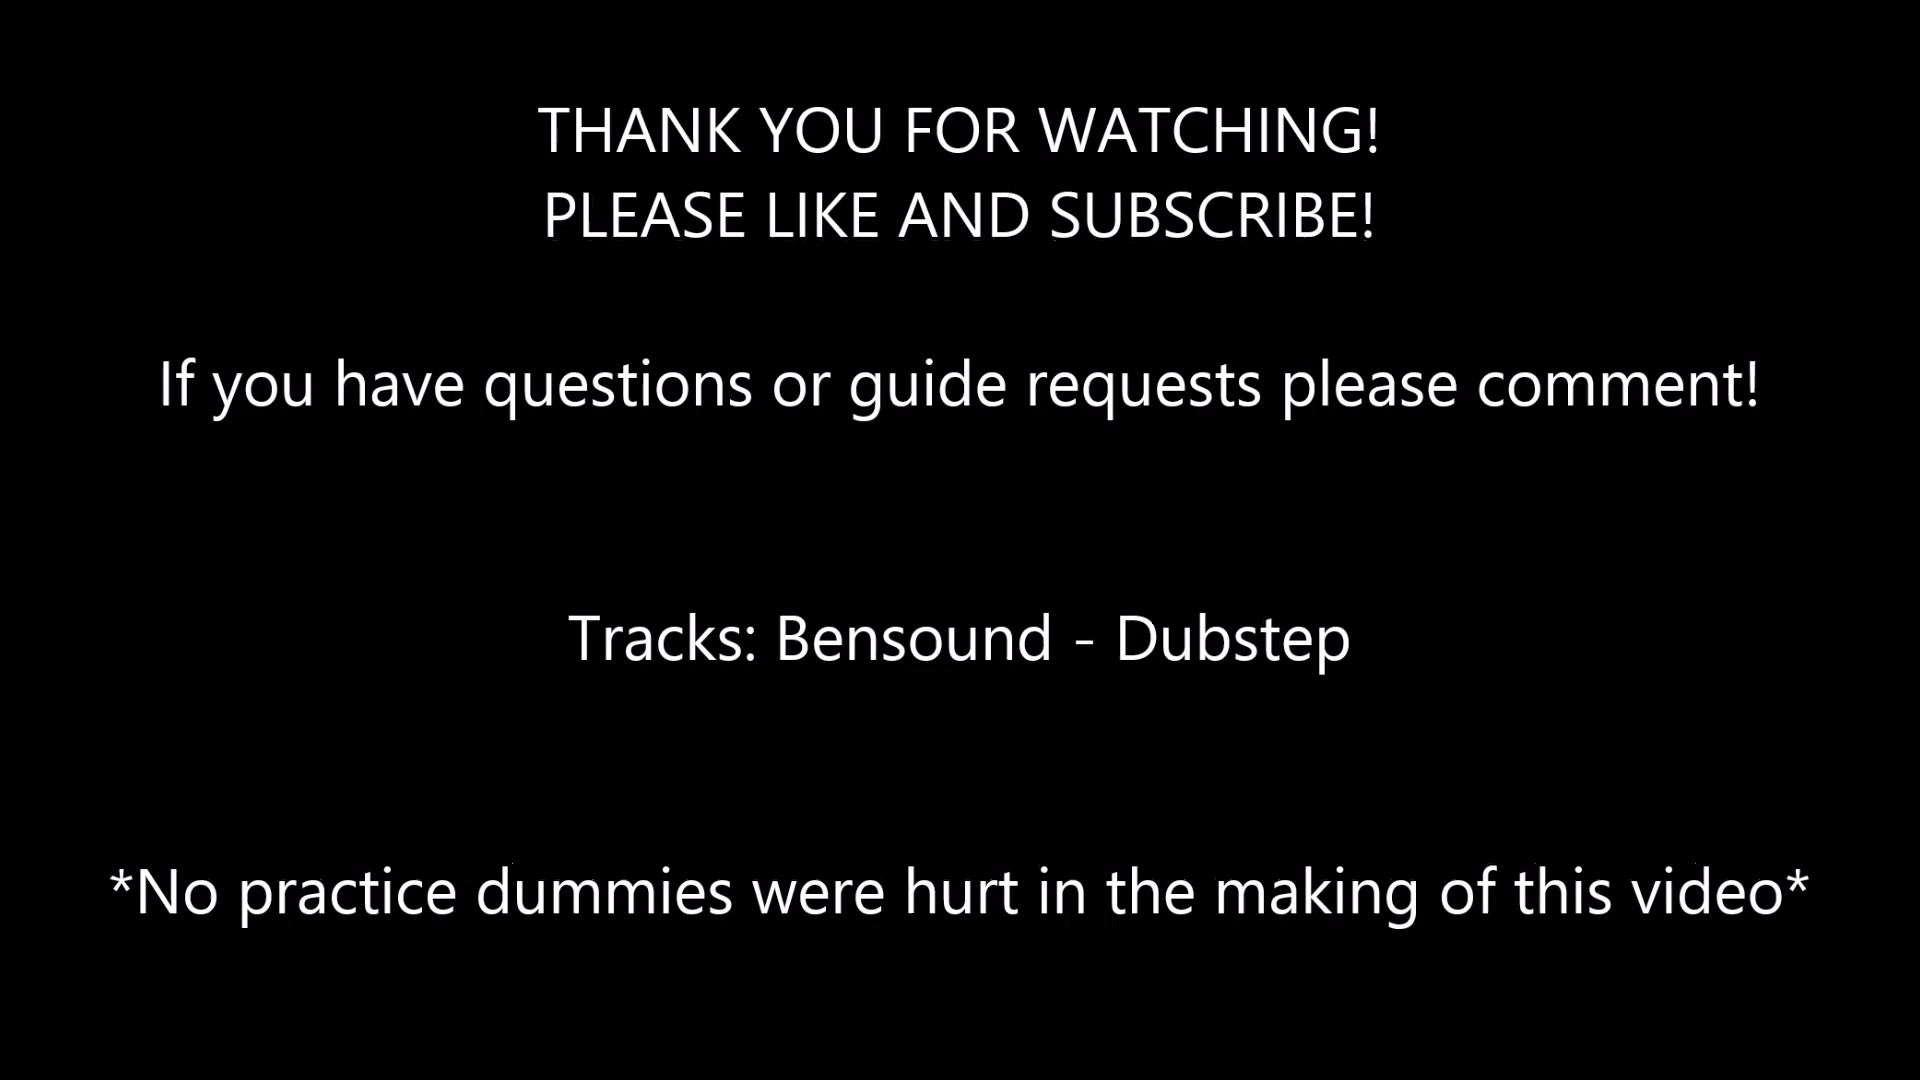 THANK YOU FOR WATCHING!
PLEASE LIKE AND SUBSCRIBE!
If you have questions or guide requests please comment!
Tracks: Bensound - Dubstep
*No practice dummies were hurt in the making of this video*